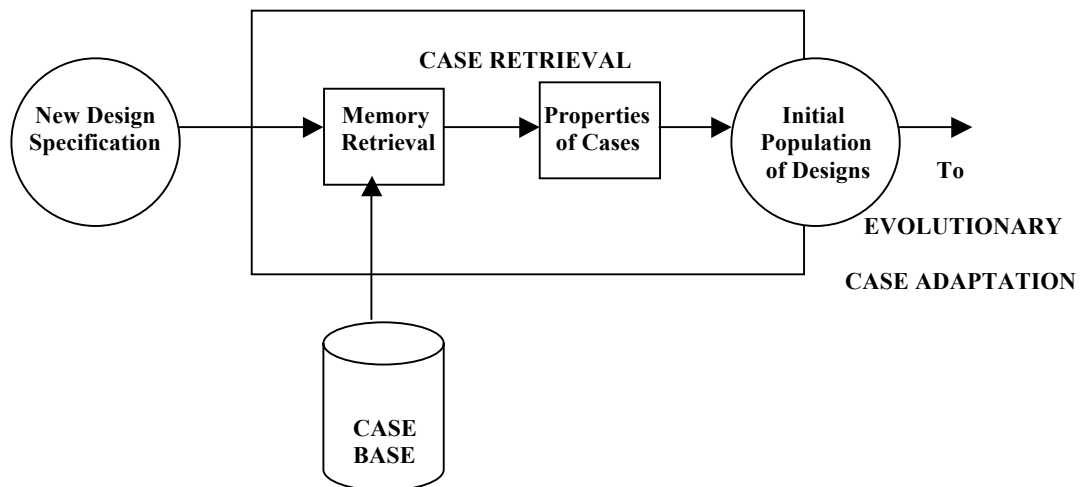 CASE RETRIEVAL
New Design
Specification
Memory
Retrieval
Properties
of Cases
Initial
Population
of Designs
To
EVOLUTIONARY
CASE ADAPTATION
CASE
BASE